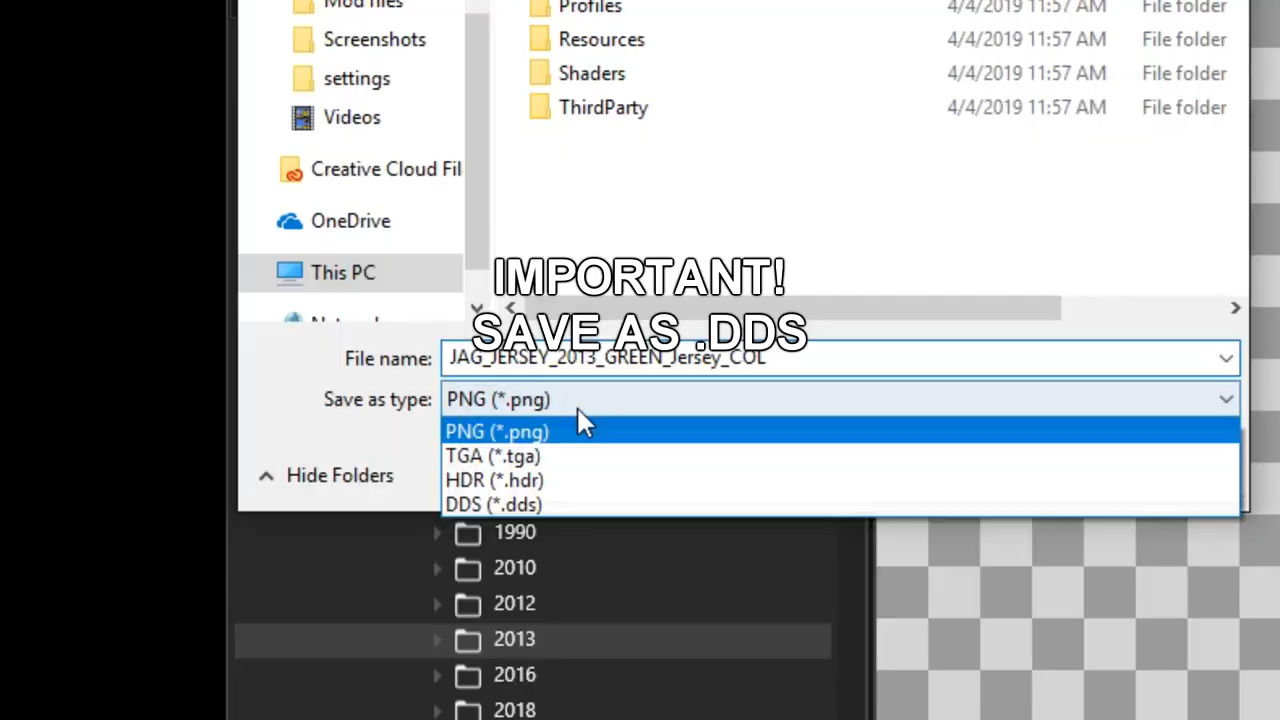 Mod files
Screenshots
settings
Videos
Creative Cloud Fil
OneDrive
This PC
Profiles 4/4/2019 11:57 AM File folder
Resources 4/4/2019 11:57 AM File folder
Shaders 4/4/2019 11:57 AM File folder
ThirdParty 4/4/2019 11:57 AM File folder
IMPORTANT!
SAVE AS .DDS
File name: JAG_JERSEY_2013_GREEN_Jersey_COL
Save as type: PNG (*.png)
PNG (*.png)
TGA (*.tga)
HDR (*.hdr)
DDS (*.dds)
Hide Folders
1990
2010
2012
2013
2016
2018